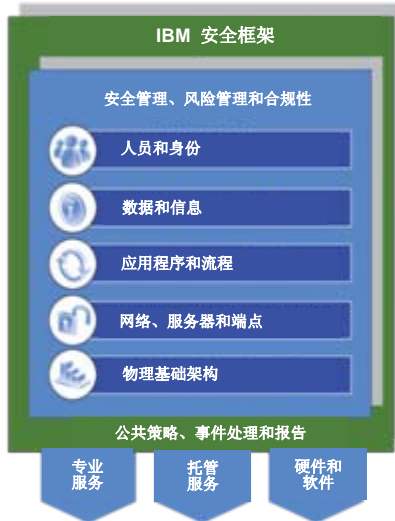 IBM 安全框架
安全管理、风险管理和合规性
人员和身份
数据和信息
应用程序和流程
网络、服务器和端点
物理基础架构
公共策略、事件处理和报告
专业
服务
托管
服务
硬件和
软件